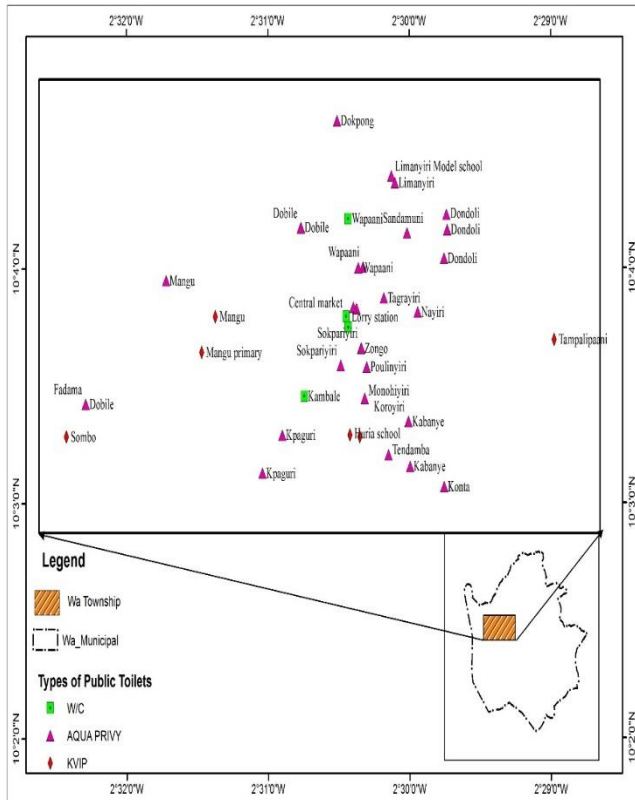 2°32'0"W 2°31'0"W 2°30'0"W 2°29'0"W
Dokpong
Limanyiri Model school
Limanyiri
Dobile
Dobile
Wapaani
Sandamuni
Dondoli
Dondoli
Dondoli
Wapaani
Wapaani
10°4'0"N 10°4'0"N
Mangu
Tagrayiri
Central market
Nayiri
Mangu
Lorry station
Sokpariyiri
Tampalipaani
Mangu primary
Sokpariyiri
Zongo
Poulinyiri
Fadama
Dobile
Kambale
Monohiyiri
Koroyiri
Kabanye
Sombo
Kpaguri
Huria school
Tendamba
Kpaguri
Kabanye
Konta
10°3'0"N 10°3'0"N
Legend
Wa Township
Wa_Municipal
Types of Public Toilets
W/C
AQUA PRIVY
KVIP
10°2'0"N 10°2'0"N
2°32'0"W 2°31'0"W 2°30'0"W 2°29'0"W